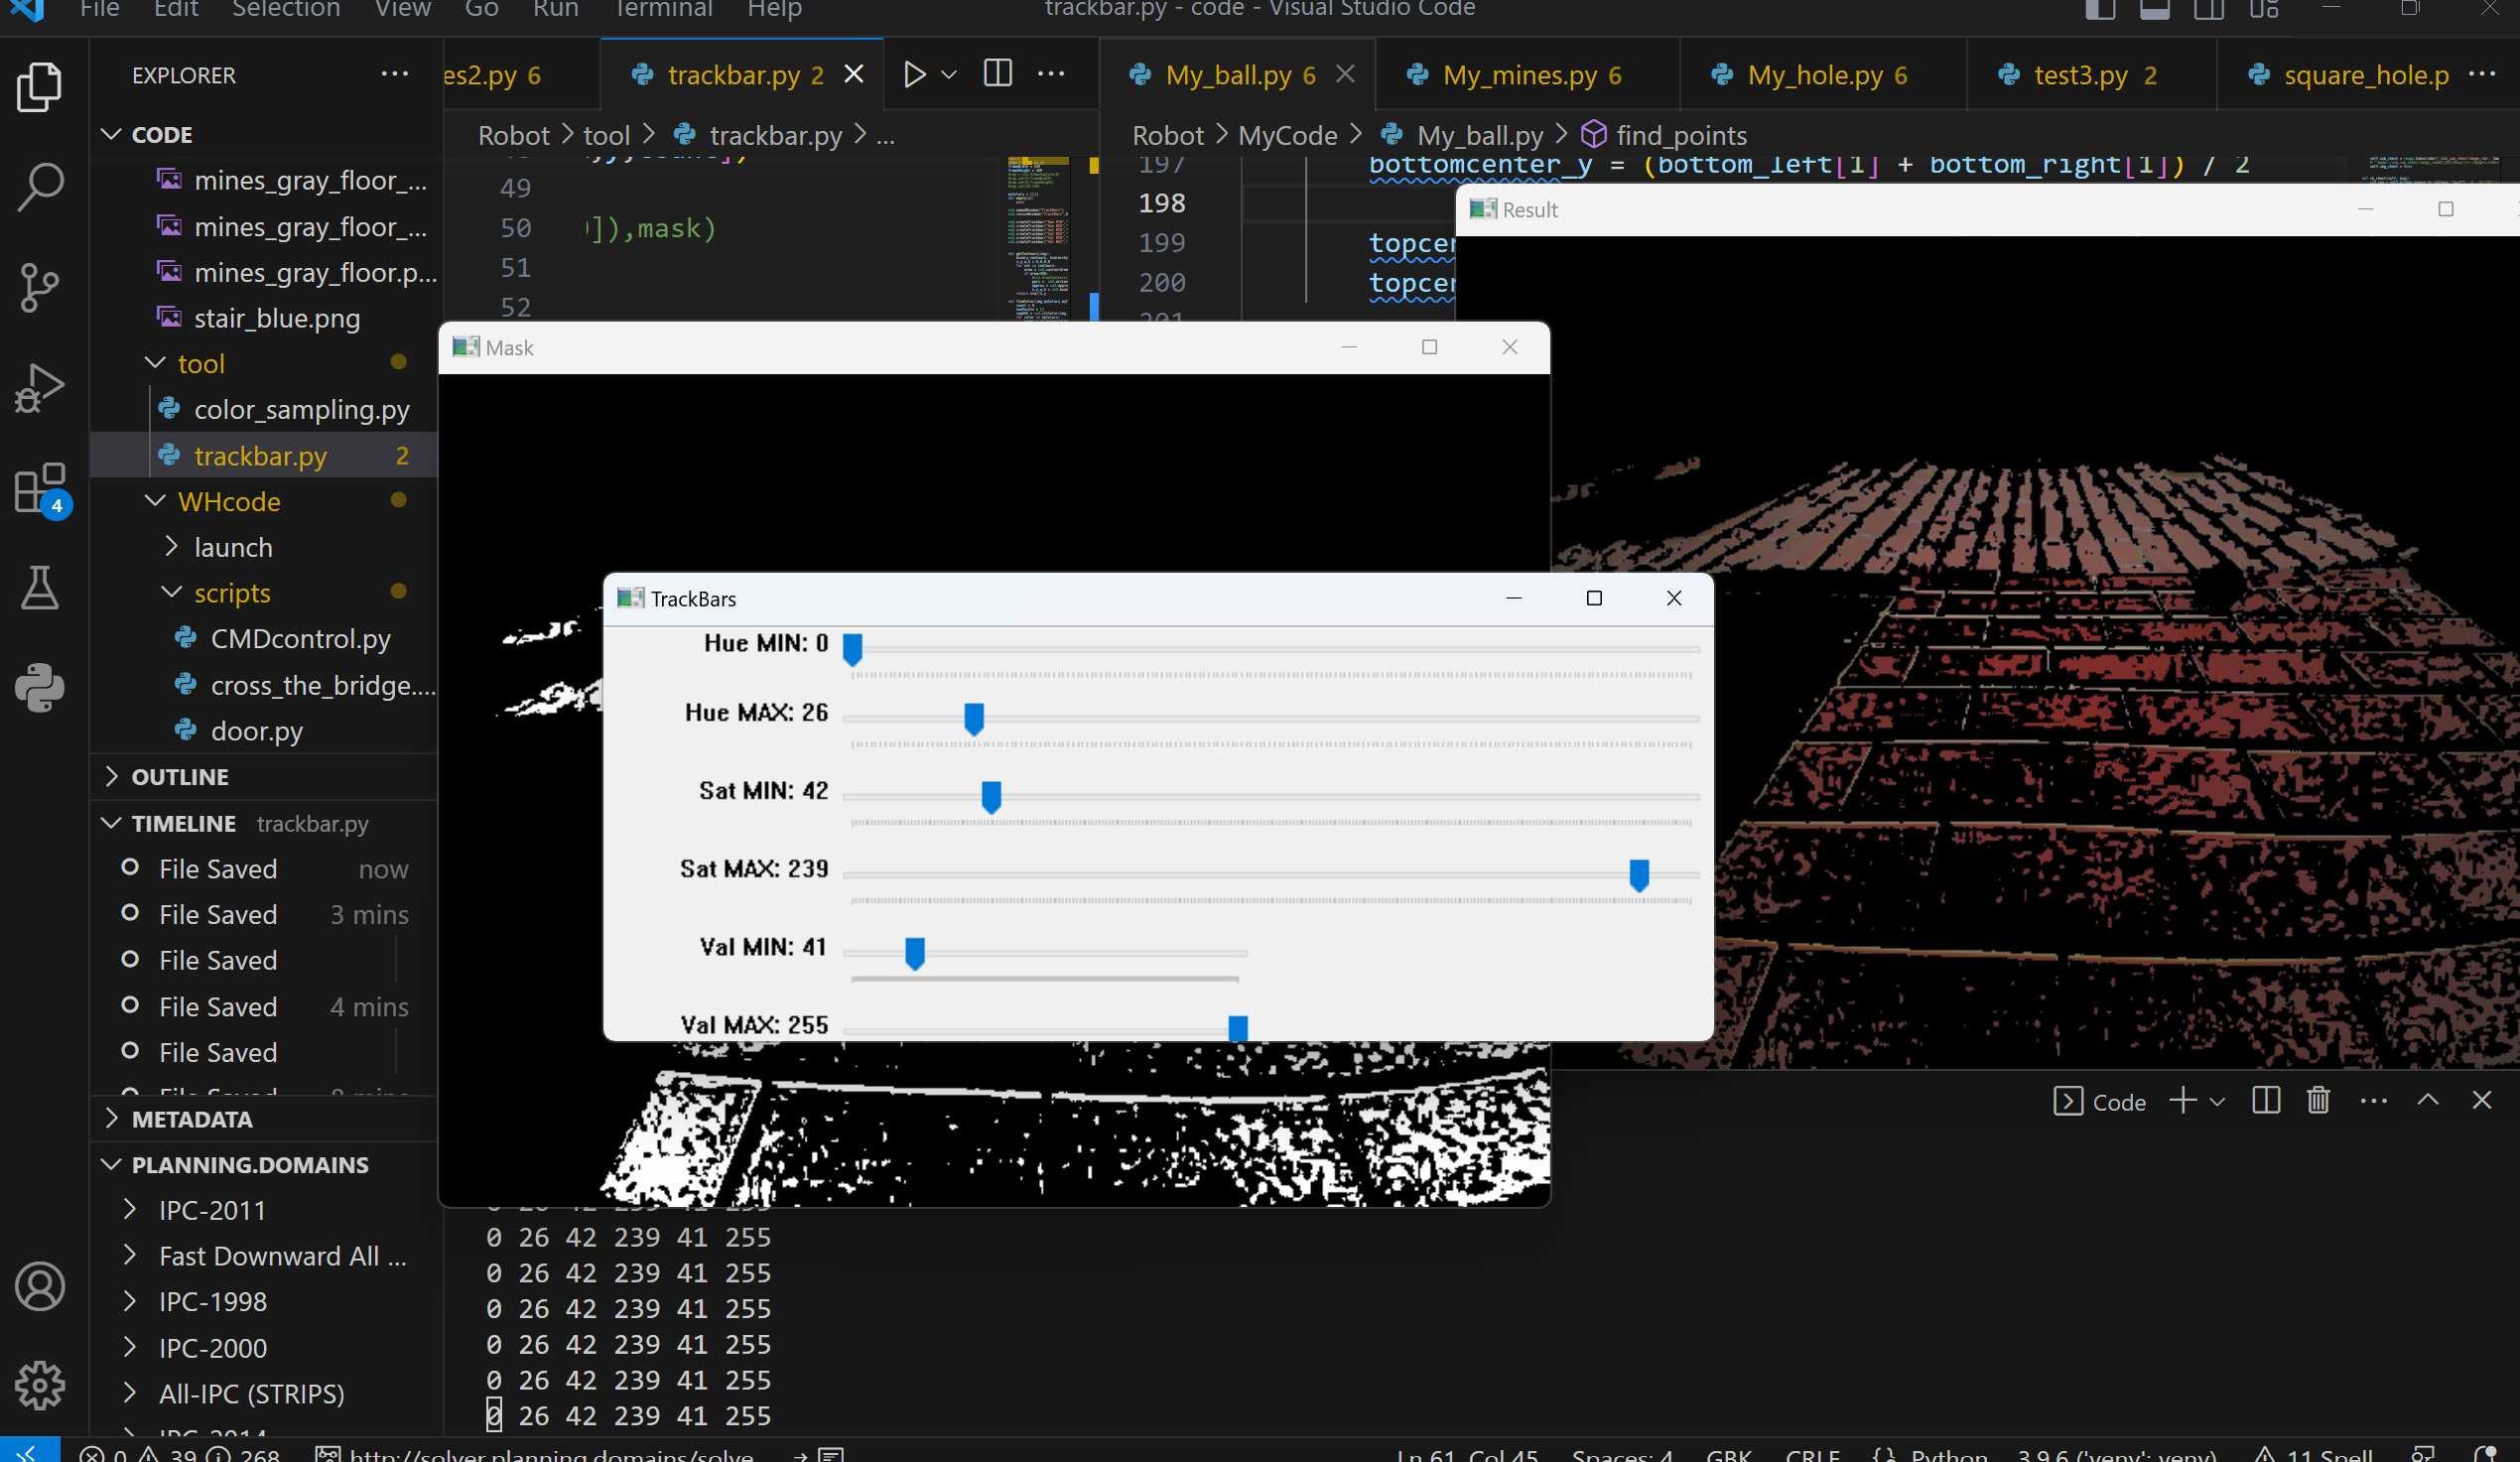 File Edit Selection View Go Run Terminal Help
trackbar.py - code - Visual Studio Code
EXPLORER
CODE
mines_gray_floor_...
mines_gray_floor_...
mines_gray_floor.p...
stair_blue.png
tool
color_sampling.py
trackbar.py 2
WHcode
launch
scripts
CMDcontrol.py
cross_the_bridge....
door.py
OUTLINE
TIMELINE trackbar.py
File Saved now
File Saved 3 mins
File Saved
File Saved 4 mins
File Saved
METADATA
PLANNING.DOMAINS
IPC-2011
Fast Downward All ...
IPC-1998
IPC-2000
All-IPC (STRIPS)
4
es2.py 6
trackbar.py 2
Robot > tool > trackbar.py > ...
49
50 ]),mask)
51
52
My_ball.py 6
My_mines.py 6
My_hole.py 6
test3.py 2
square_hole.p
Robot > MyCode > My_ball.py > find_points
197 bottomcenter_y = (bottom_left[1] + bottom_right[1]) / 2
198
199 topcen
200 topcen
201
Result
Mask
TrackBars
Hue MIN: 0
Hue MAX: 26
Sat MIN: 42
Sat MAX: 239
Val MIN: 41
Val MAX: 255
Code
0 26 42 239 41 255
0 26 42 239 41 255
0 26 42 239 41 255
0 26 42 239 41 255
0 26 42 239 41 255
0 26 42 239 41 255
0 39 268 http://solver.planning.domains/solve
Ln 61, Col 45 Spaces: 4 GBK CRLF Python 3.9.6 ('venv': venv) 11 Spell